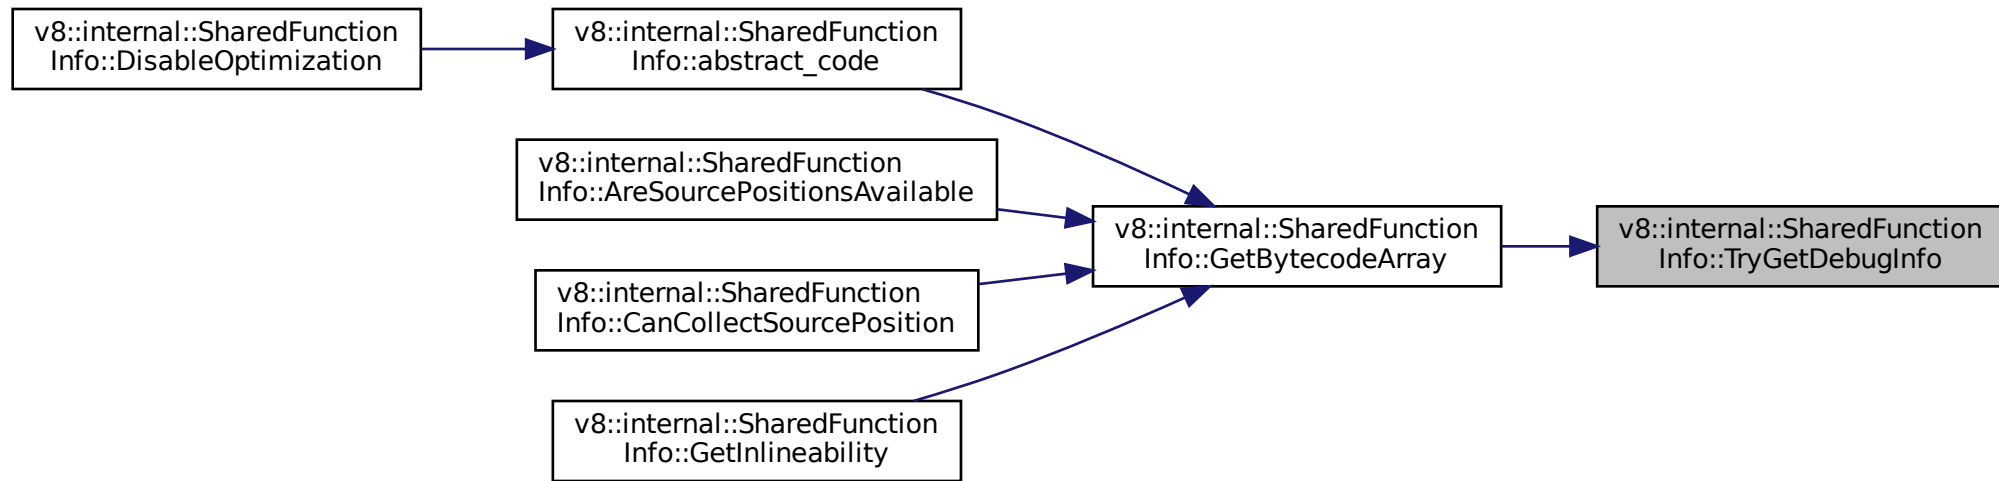 v8::internal::SharedFunction
Info::DisableOptimization
v8::internal::SharedFunction
Info::abstract_code
v8::internal::SharedFunction
Info::AreSourcePositionsAvailable
v8::internal::SharedFunction
Info::CanCollectSourcePosition
v8::internal::SharedFunction
Info::GetInlineability
v8::internal::SharedFunction
Info::GetBytecodeArray
v8::internal::SharedFunction
Info::TryGetDebugInfo